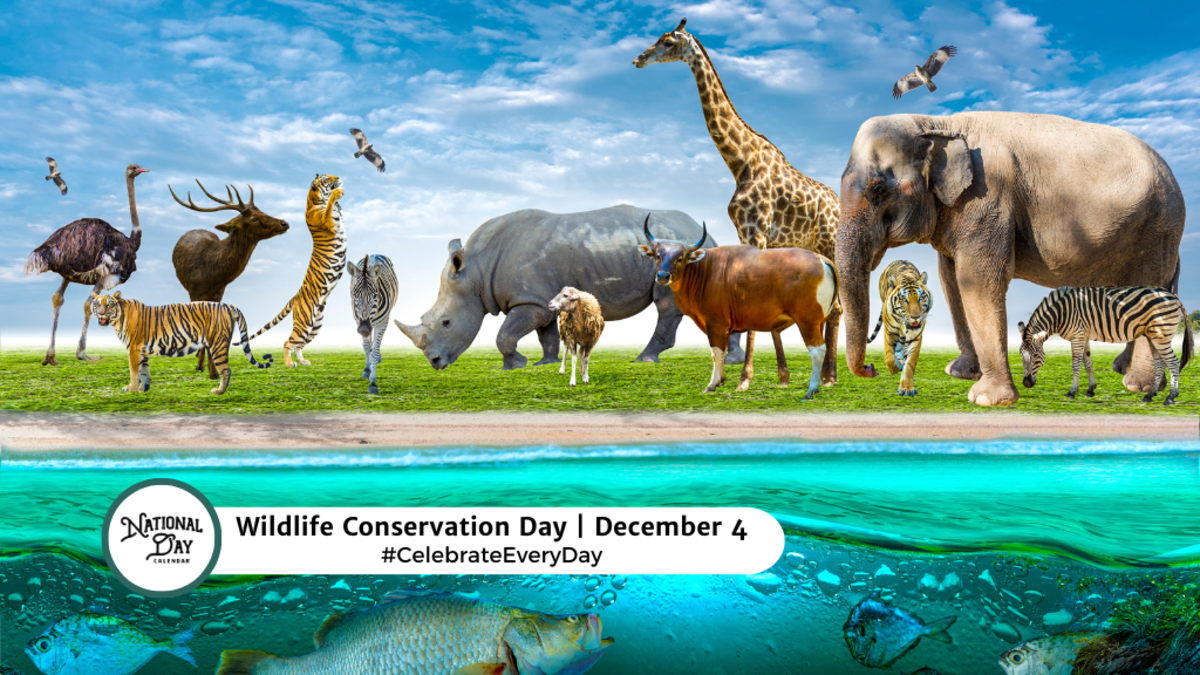 NATIONAL
DAY
CALENDAR
Wildlife Conservation Day | December 4
#CelebrateEveryDay